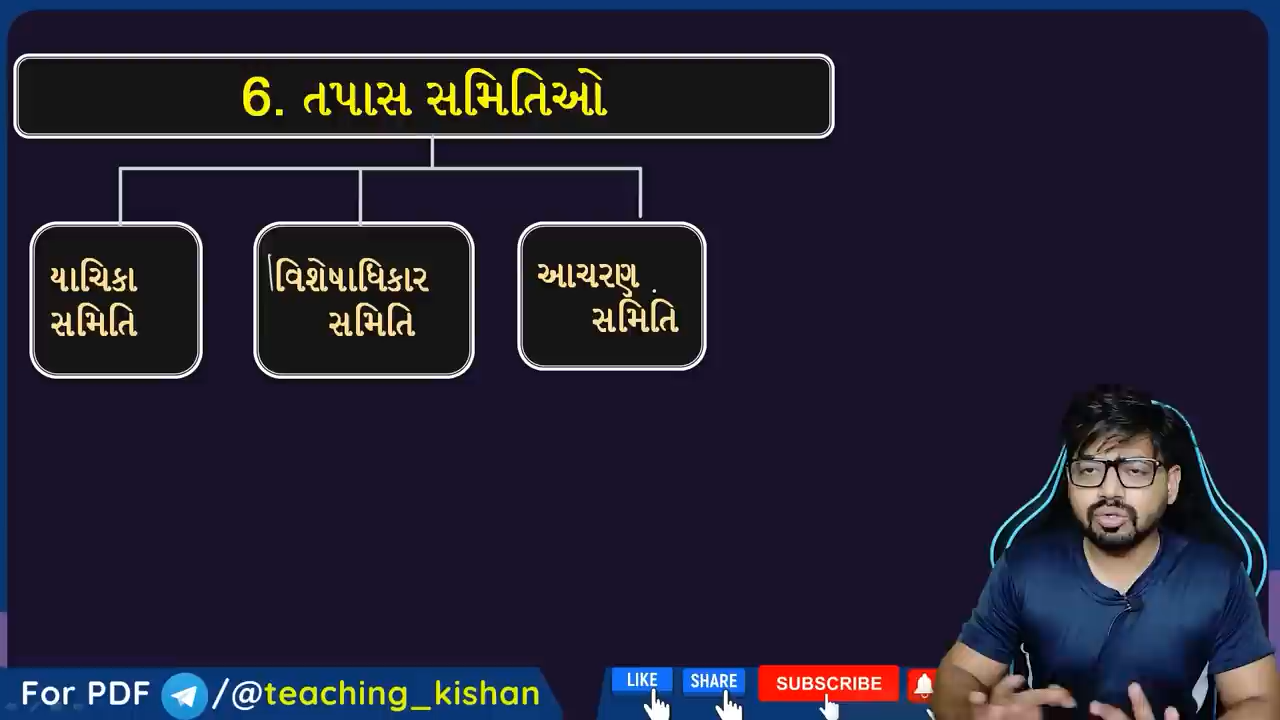 6. તપાસ સમિતિઓ
યાચિકા
સમિતિ
વિશેષાધિકાર
સમિતિ
આચરણ
સમિતિ
For PDF /@teaching_kishan
LIKE
SHARE
SUBSCRIBE